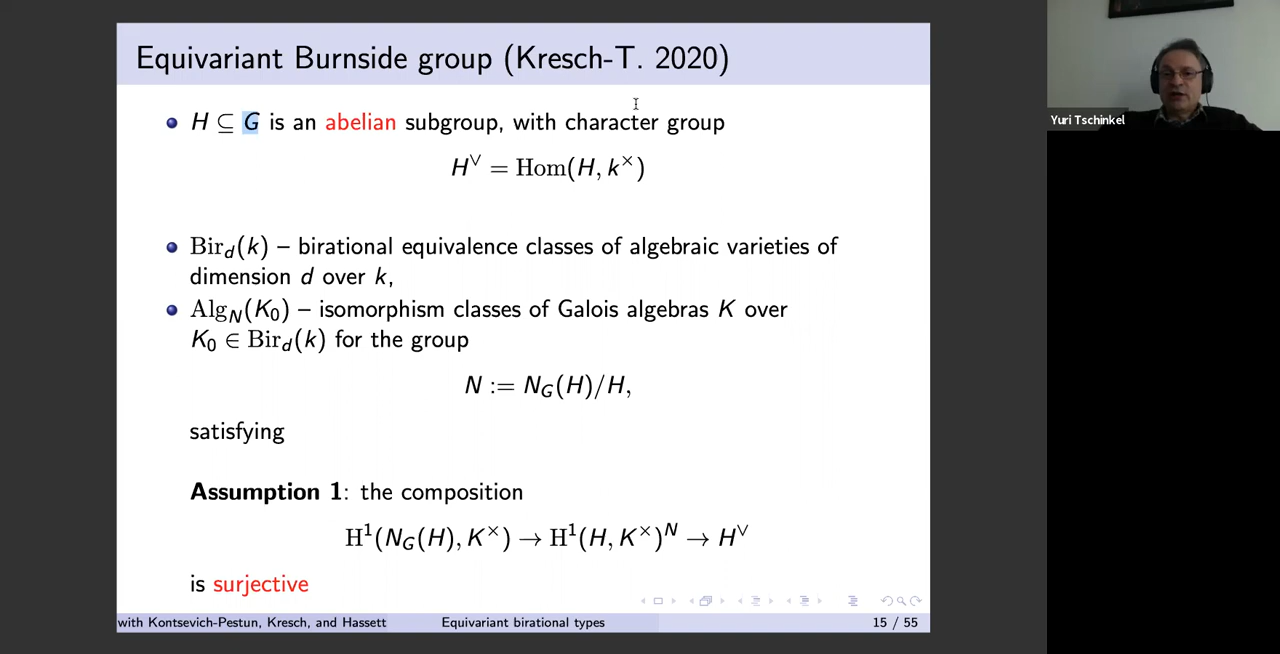 Equivariant Burnside group (Kresch-T. 2020)
H ⊆ G is an abelian subgroup, with character group
H^∨ = Hom(H, k^×)
Bir_d(k) – birational equivalence classes of algebraic varieties of
dimension d over k,
Alg_N(K_0) – isomorphism classes of Galois algebras K over
K_0 ∈ Bir_d(k) for the group
N := N_G(H)/H,
satisfying
Assumption 1: the composition
H^1(N_G(H), K^×) → H^1(H, K^×)^N → H^∨
is surjective
with Kontsevich-Pestun, Kresch, and Hassett
Equivariant birational types
15 / 55
Yuri Tschinkel